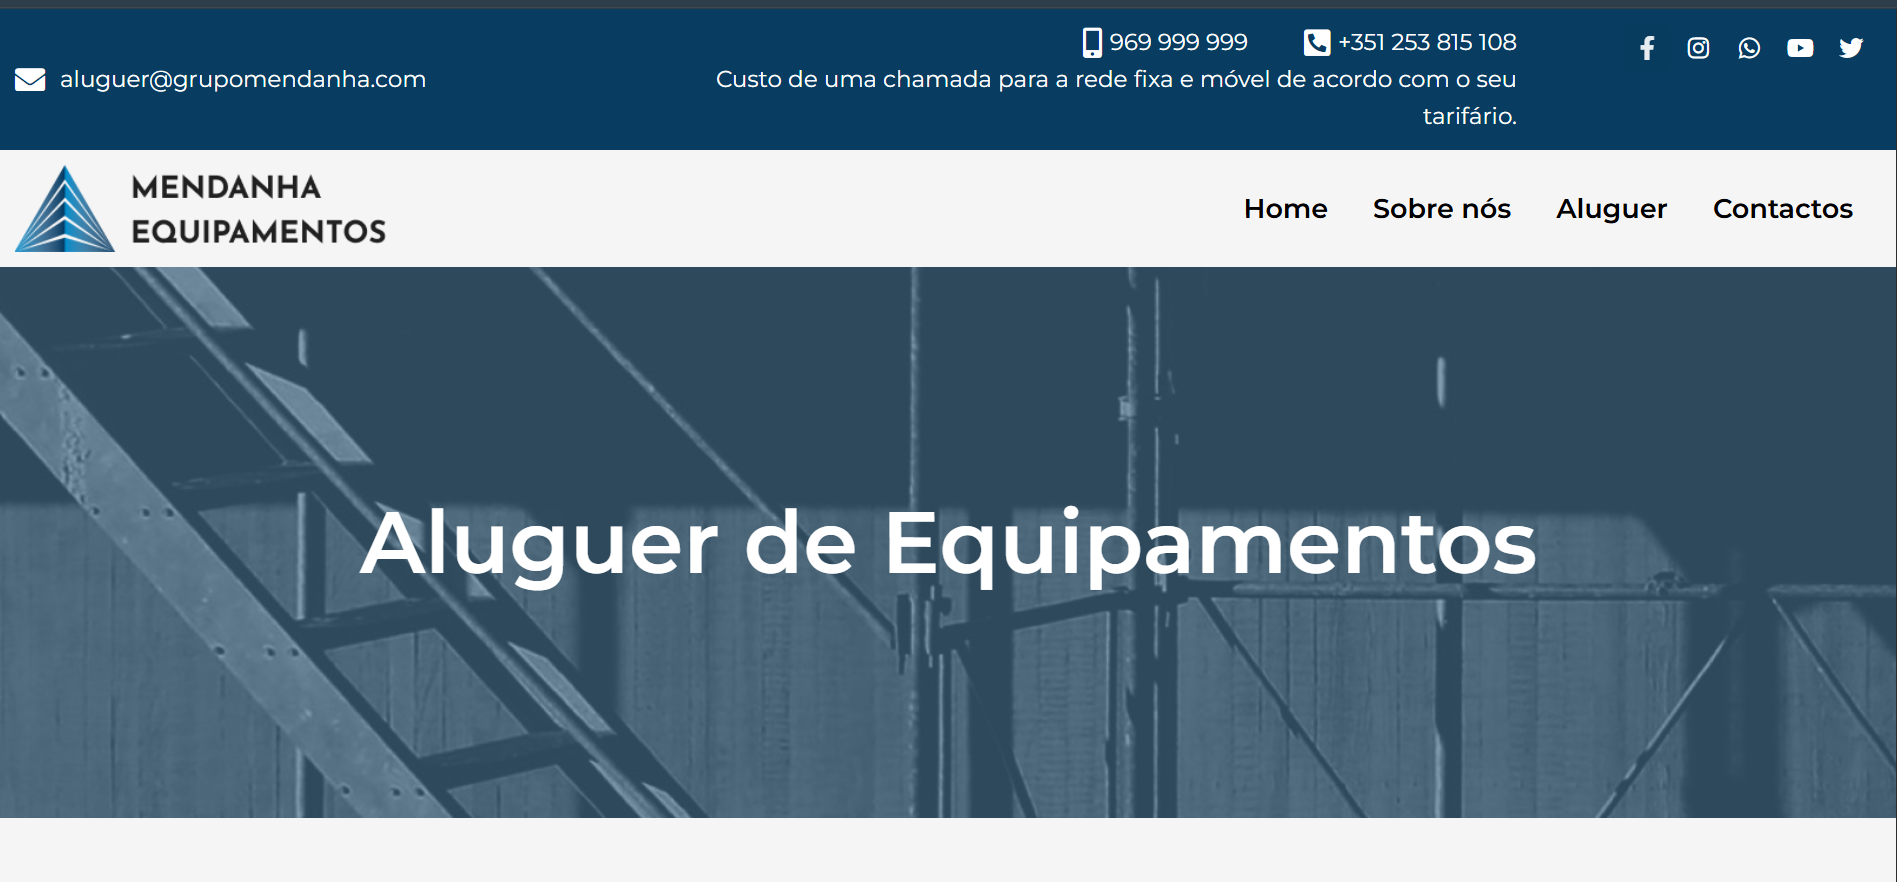 969 999 999 +351 253 815 108
aluguer@grupomendanha.com
Custo de uma chamada para a rede fixa e móvel de acordo com o seu
tarifário.
MENDANHA
EQUIPAMENTOS
Home Sobre nós Aluguer Contactos
Aluguer de Equipamentos